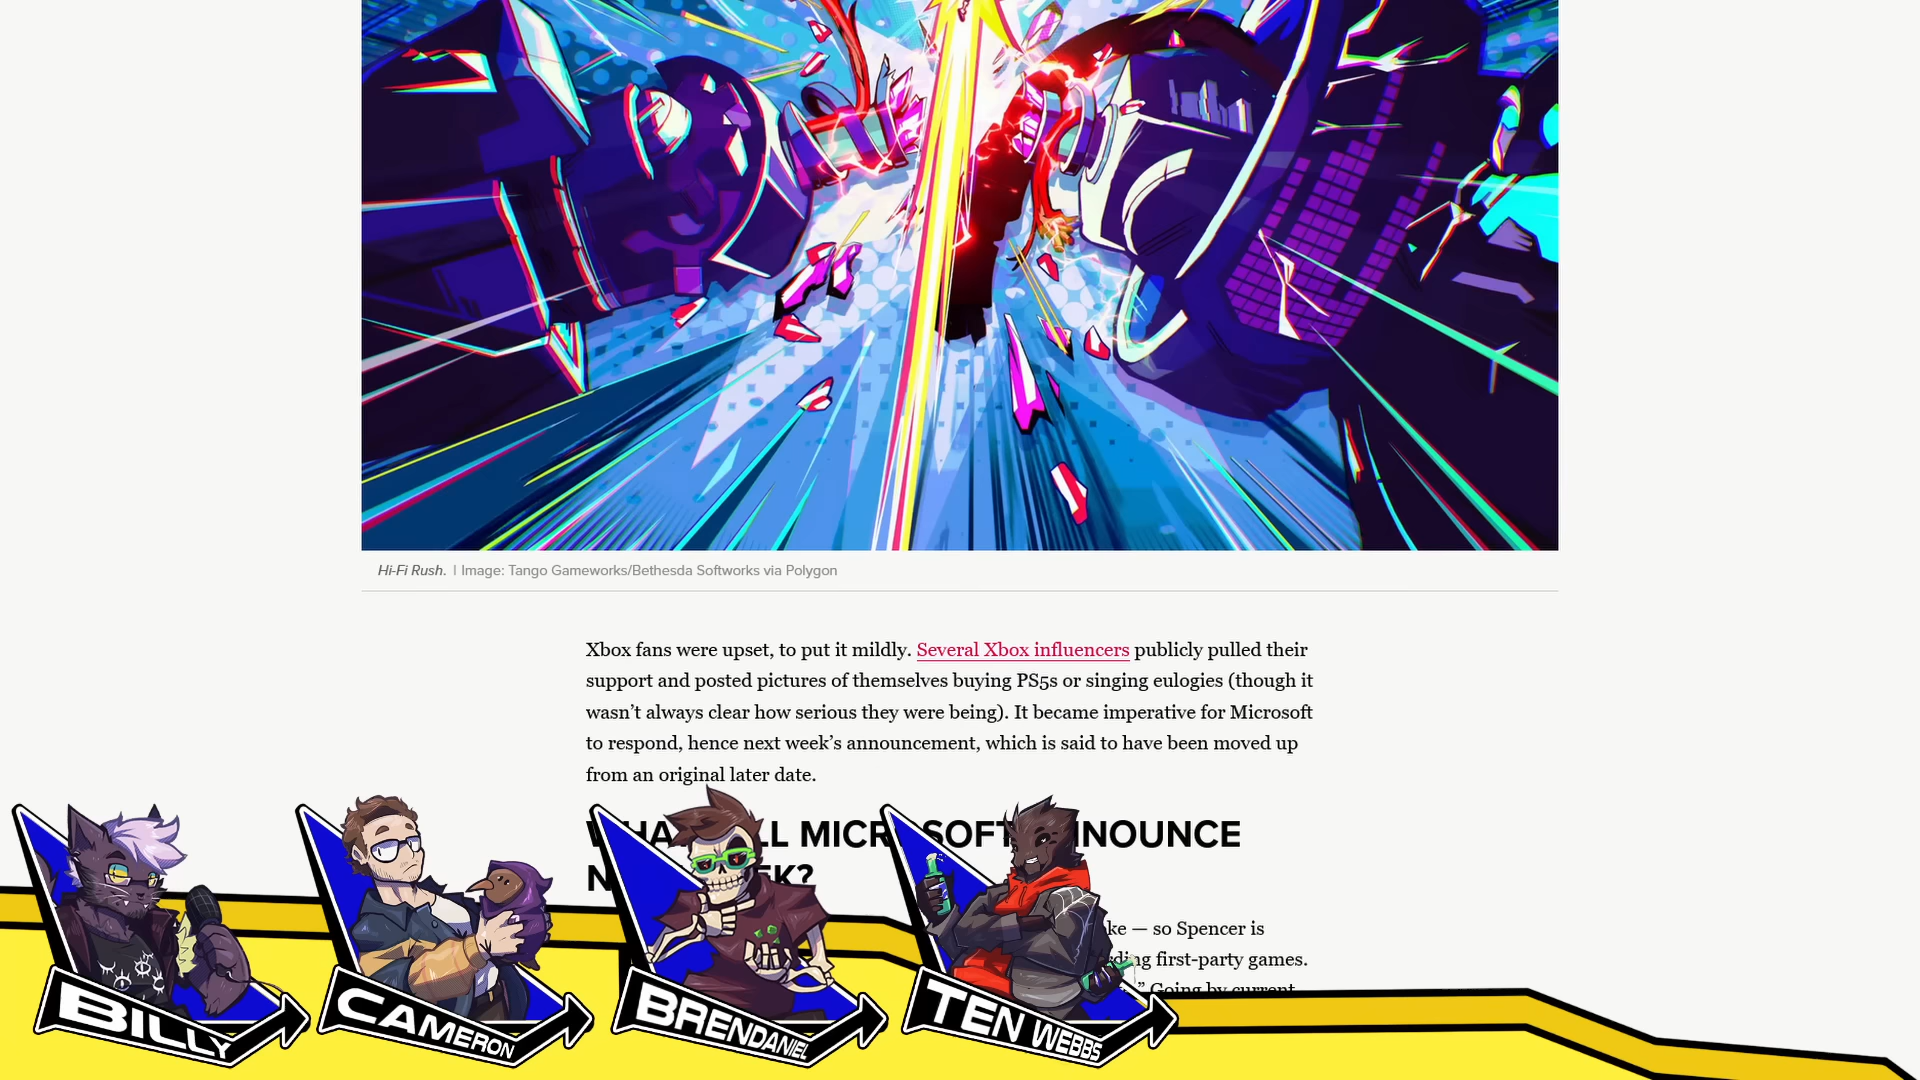 Hi-Fi Rush. | Image: Tango Gameworks/Bethesda Softworks via Polygon
Xbox fans were upset, to put it mildly. Several Xbox influencers publicly pulled their
support and posted pictures of themselves buying PS5s or singing eulogies (though it
wasn’t always clear how serious they were being). It became imperative for Microsoft
to respond, hence next week’s announcement, which is said to have been moved up
from an original later date.
ke — so Spencer is
first-party games.
” Going by current
BILLY
CAMERON
BRENDANIEL
TEN WEBBS